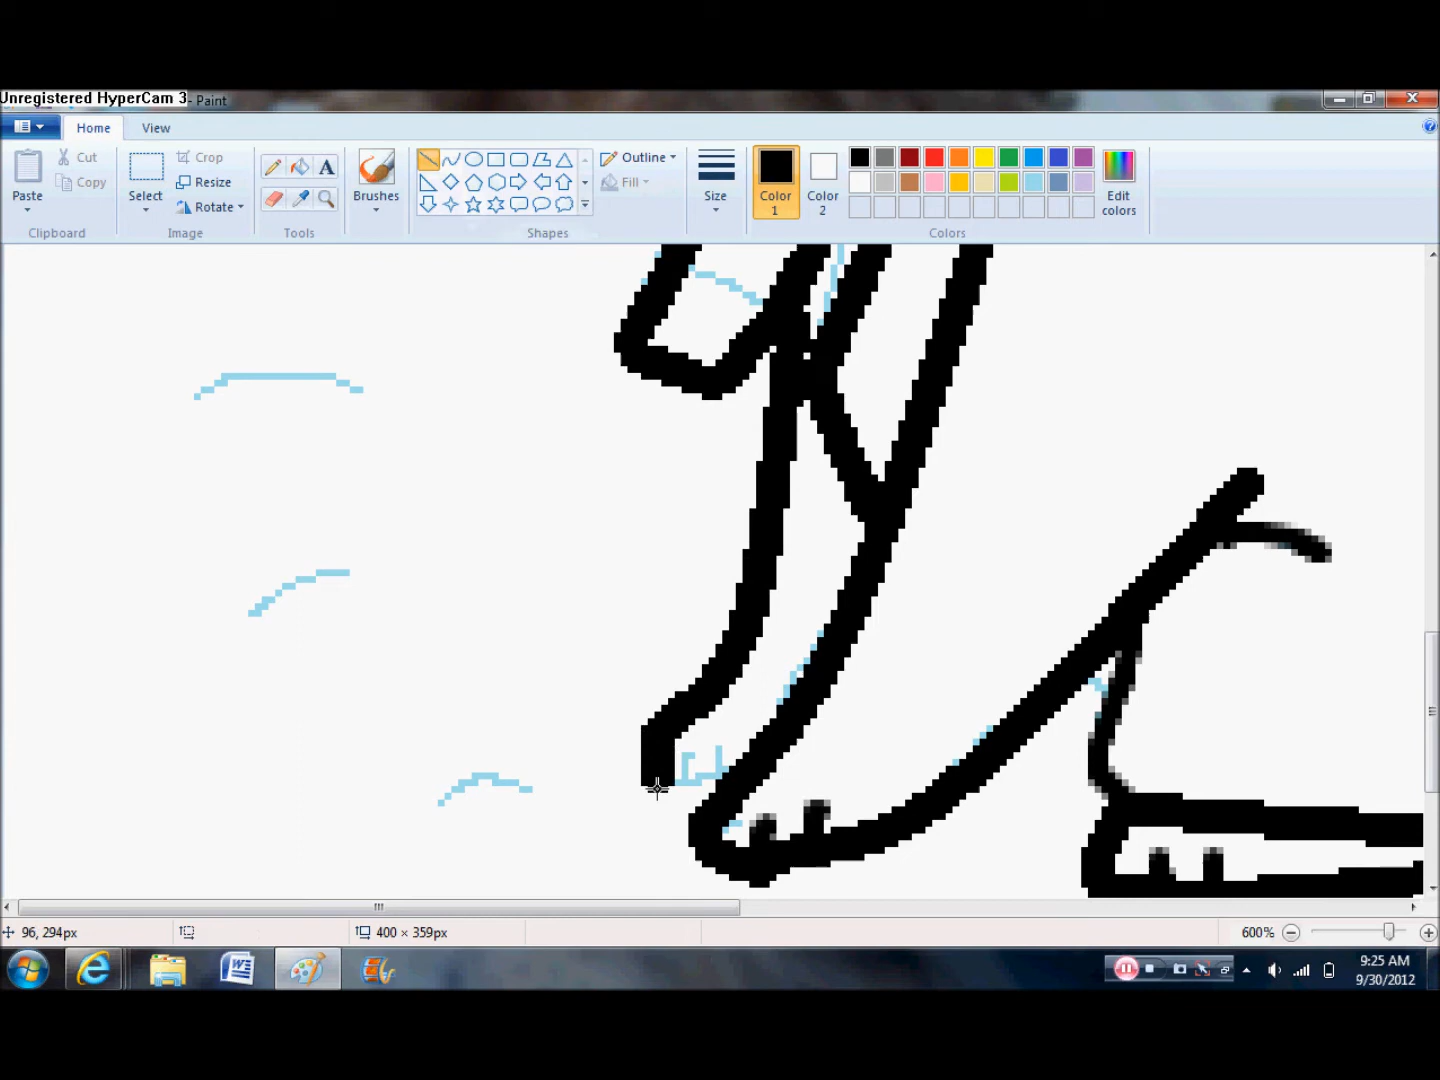 Unregistered HyperCam 3 - Paint
Home View
Cut
Copy
Paste
Clipboard
Select
Crop
Resize
Rotate
Image
A
Tools
Brushes
Shapes
Outline
Fill
Size
Color 1
Color 2
Edit colors
Colors
96, 294px
400 × 359px
600%
9:25 AM
9/30/2012